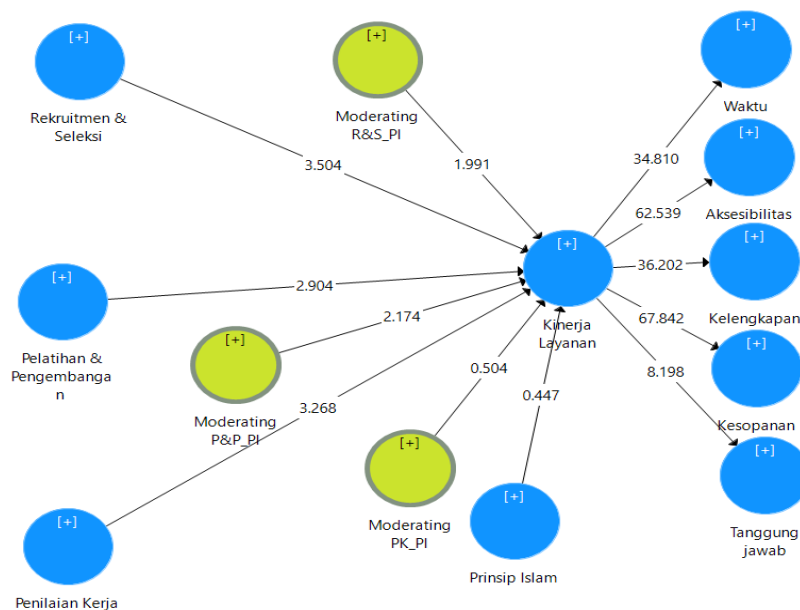 [+]
Rekruitmen &
Seleksi
[+]
Moderating
R&S_PI
[+]
Waktu
3.504
1.991
34.810
[+]
Aksesibilitas
62.539
[+]
Kelengkapan
36.202
[+]
Kinerja
Layanan
[+]
Pelatihan &
Pengembanga
n
2.904
2.174
[+]
Moderating
P&P_PI
3.268
0.504
0.447
67.842
8.198
[+]
Kesopanan
[+]
Moderating
PK_PI
[+]
Prinsip Islam
[+]
Tanggung
jawab
[+]
Penilaian Kerja